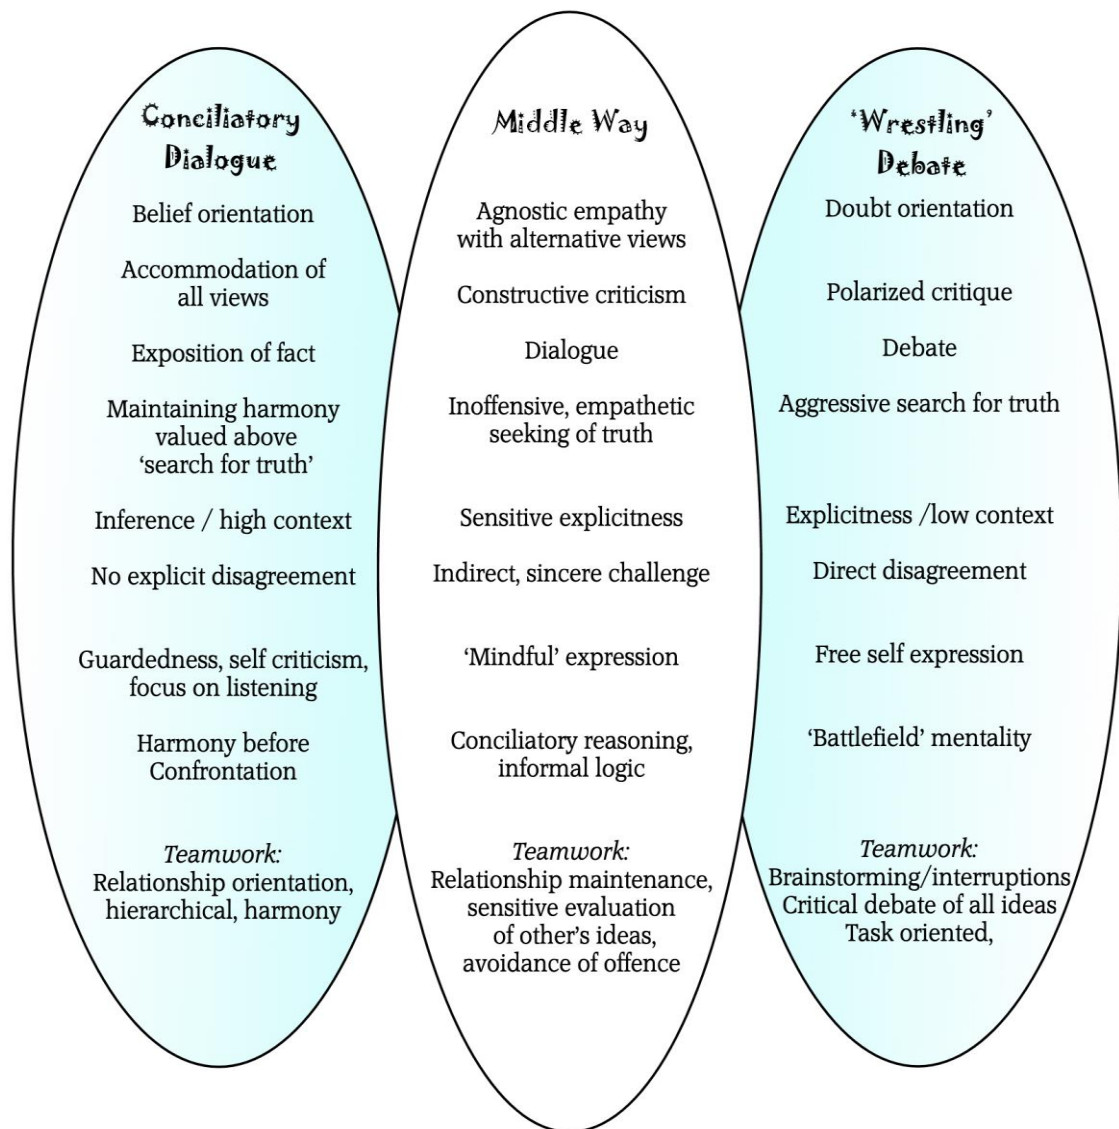 Conciliatory
Dialogue
Belief orientation
Accommodation of
all views
Exposition of fact
Maintaining harmony
valued above
‘search for truth’
Inference / high context
No explicit disagreement
Guardedness, self criticism,
focus on listening
Harmony before
Confrontation
Teamwork:
Relationship orientation,
hierarchical, harmony
Middle Way
Agnostic empathy
with alternative views
Constructive criticism
Dialogue
Inoffensive, empathetic
seeking of truth
Sensitive explicitness
Indirect, sincere challenge
‘Mindful’ expression
Conciliatory reasoning,
informal logic
Teamwork:
Relationship maintenance,
sensitive evaluation
of other’s ideas,
avoidance of offence
‘Wrestling’
Debate
Doubt orientation
Polarized critique
Debate
Aggressive search for truth
Explicitness /low context
Direct disagreement
Free self expression
‘Battlefield’ mentality
Teamwork:
Brainstorming/interruptions
Critical debate of all ideas
Task oriented,